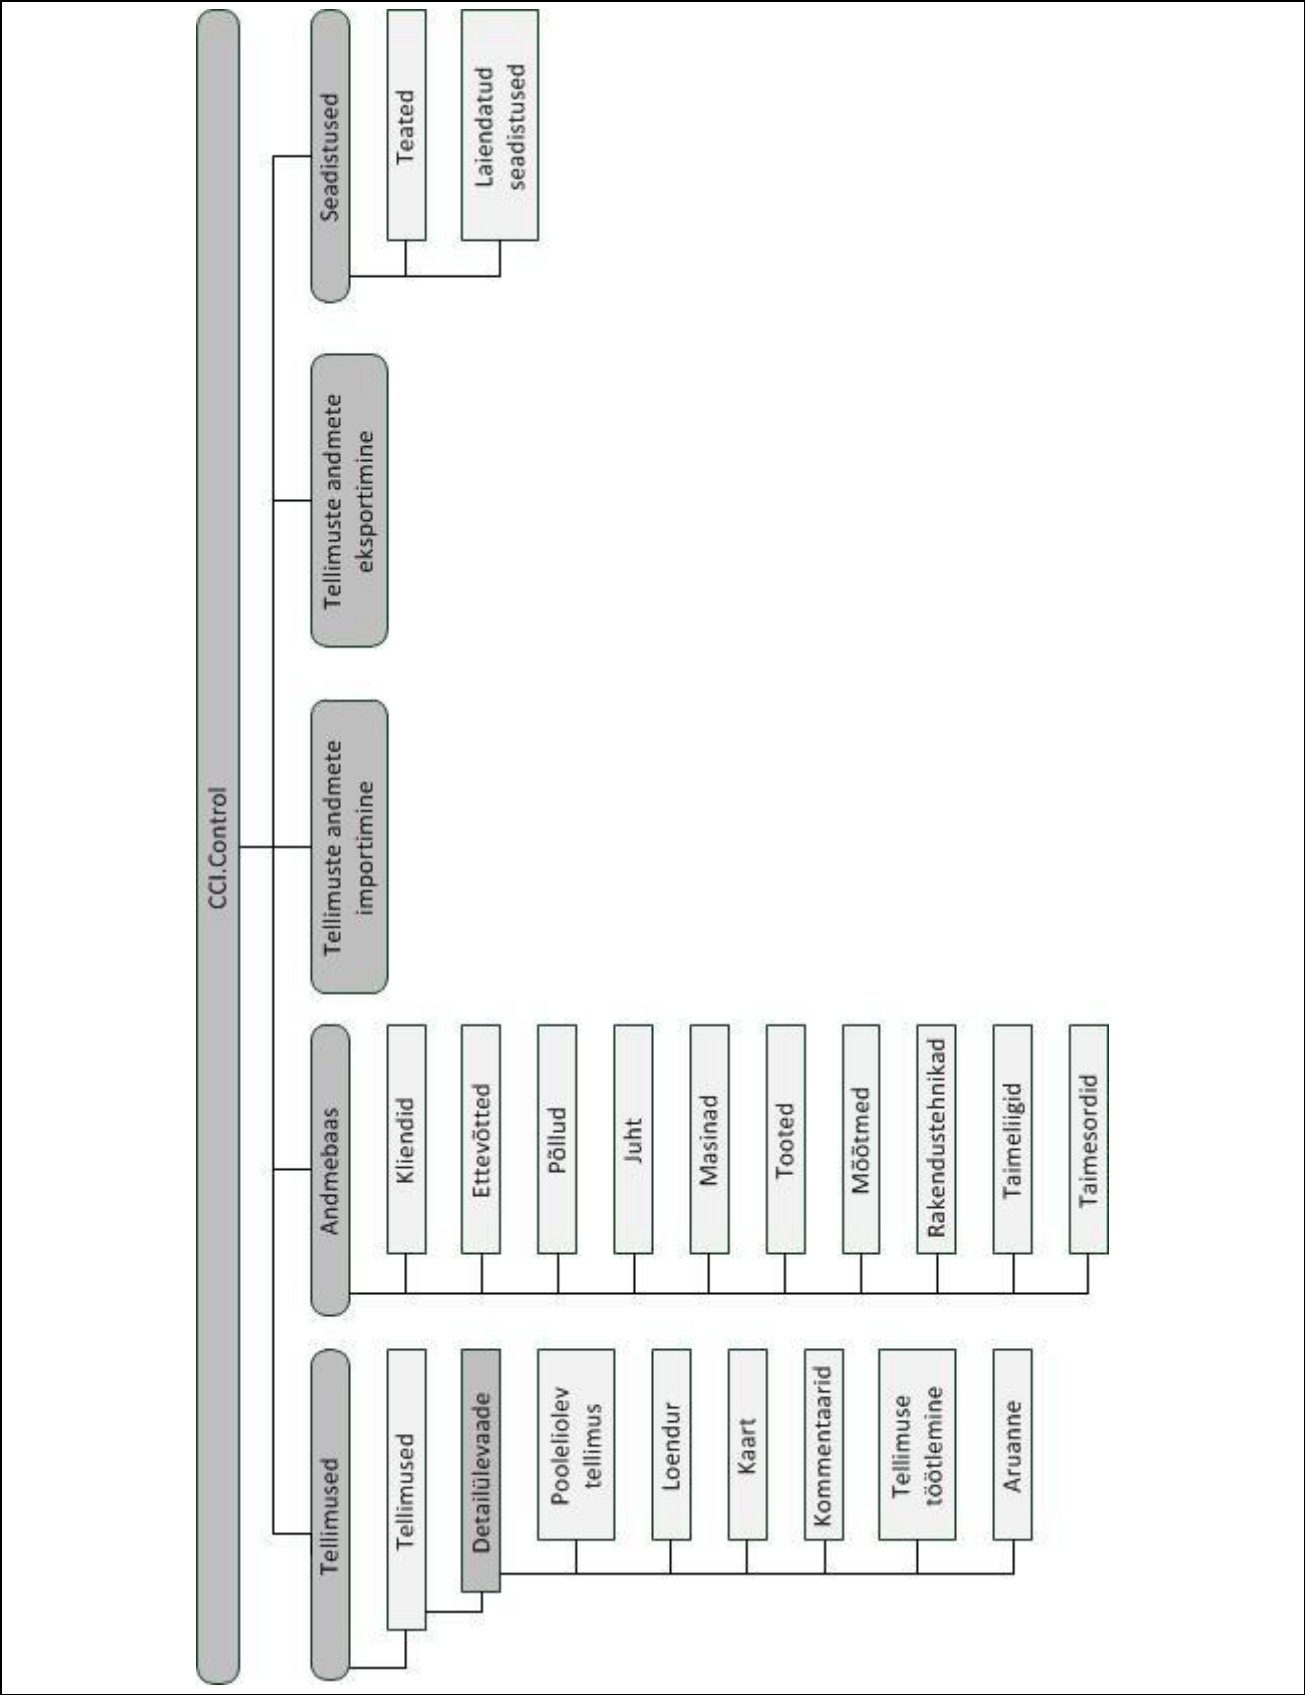 CCI.Control
Tellimused
Tellimused
Detailülevaade
Pooleliolev
tellimus
Loendur
Kaart
Kommentaarid
Tellimuse
töötlemine
Aruanne
Andmebaas
Kliendid
Ettevõtted
Põllud
Juht
Masinad
Tooted
Mõõtmed
Rakendustehnikad
Taimeliigid
Taimesordid
Tellimuste andmete
importimine
Tellimuste andmete
eksportimine
Seadistused
Teated
Laiendatud
seadistused